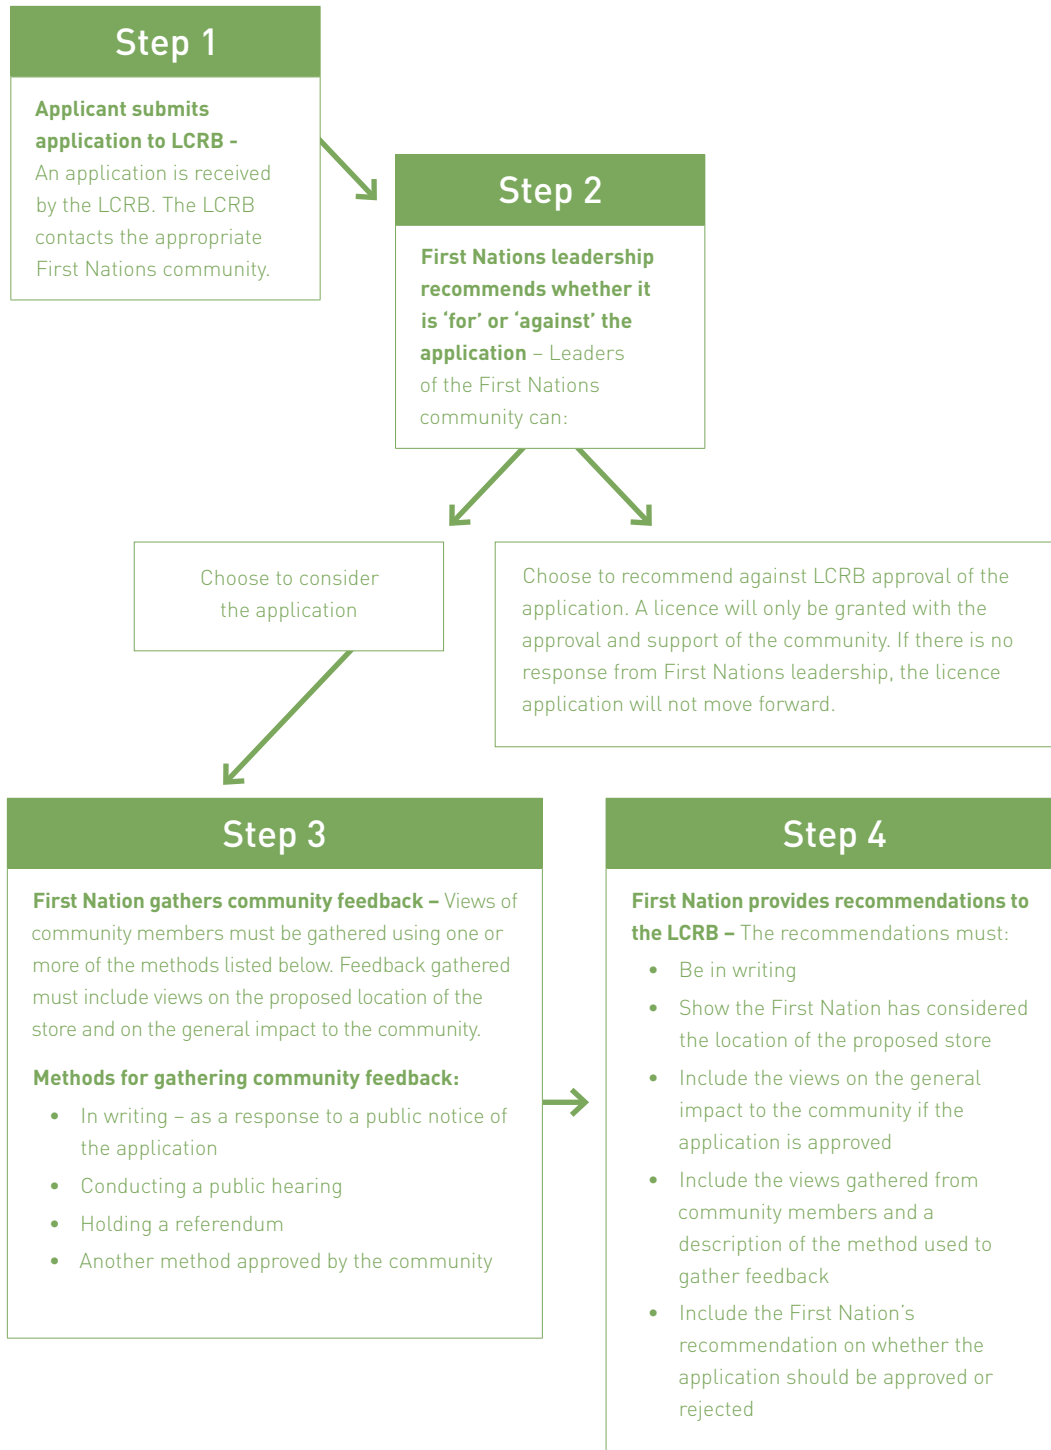 Step 1
Applicant submits
application to LCRB -
An application is received
by the LCRB. The LCRB
contacts the appropriate
First Nations community.
Step 2
First Nations leadership
recommends whether it
is ‘for’ or ‘against’ the
application – Leaders
of the First Nations
community can:
Choose to consider
the application
Choose to recommend against LCRB approval of the
application. A licence will only be granted with the
approval and support of the community. If there is no
response from First Nations leadership, the licence
application will not move forward.
Step 3
First Nation gathers community feedback – Views of
community members must be gathered using one or
more of the methods listed below. Feedback gathered
must include views on the proposed location of the
store and on the general impact to the community.
Methods for gathering community feedback:
• In writing – as a response to a public notice of
the application
• Conducting a public hearing
• Holding a referendum
• Another method approved by the community
Step 4
First Nation provides recommendations to
the LCRB – The recommendations must:
• Be in writing
• Show the First Nation has considered
the location of the proposed store
• Include the views on the general
impact to the community if the
application is approved
• Include the views gathered from
community members and a
description of the method used to
gather feedback
• Include the First Nation’s
recommendation on whether the
application should be approved or
rejected